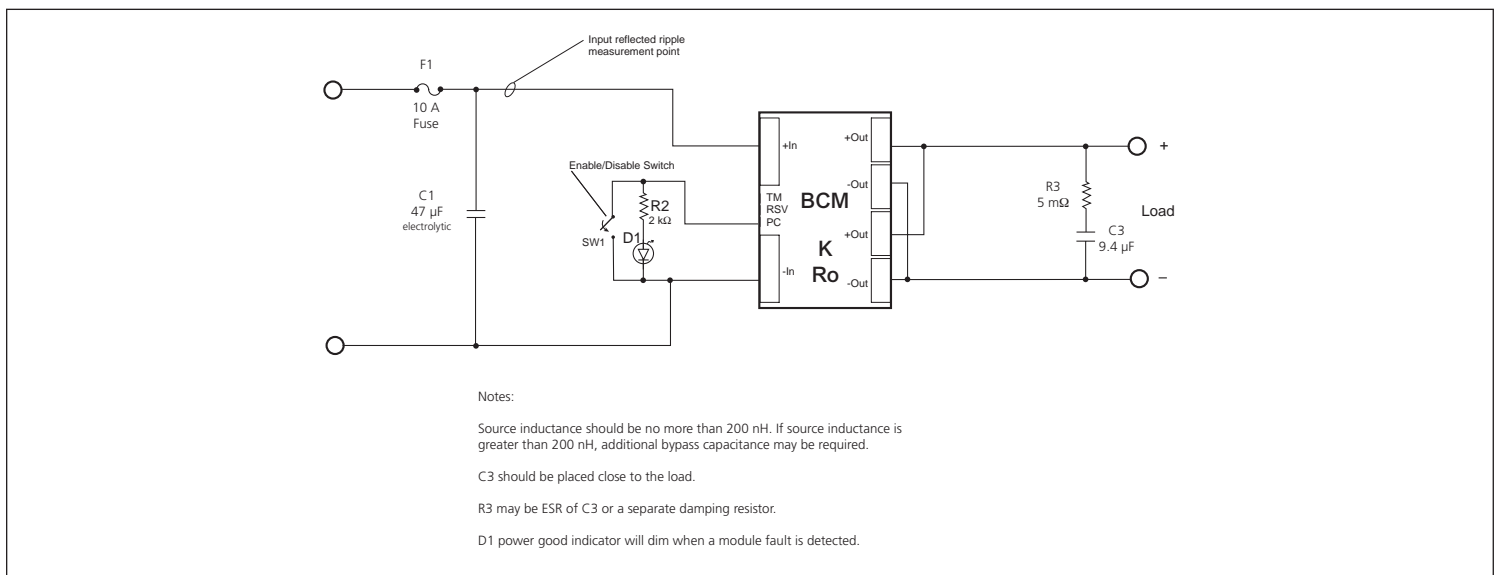 Input reflected ripple
measurement point
F1
10 A
Fuse
C1
47 µF
electrolytic
Enable/Disable Switch
SW1
R2
2 kΩ
D1
+In
TM
RSV
PC
-In
BCM
K
Ro
+Out
-Out
+Out
-Out
R3
5 mΩ
C3
9.4 µF
+
Load
–
Notes:
Source inductance should be no more than 200 nH. If source inductance is
greater than 200 nH, additional bypass capacitance may be required.
C3 should be placed close to the load.
R3 may be ESR of C3 or a separate damping resistor.
D1 power good indicator will dim when a module fault is detected.